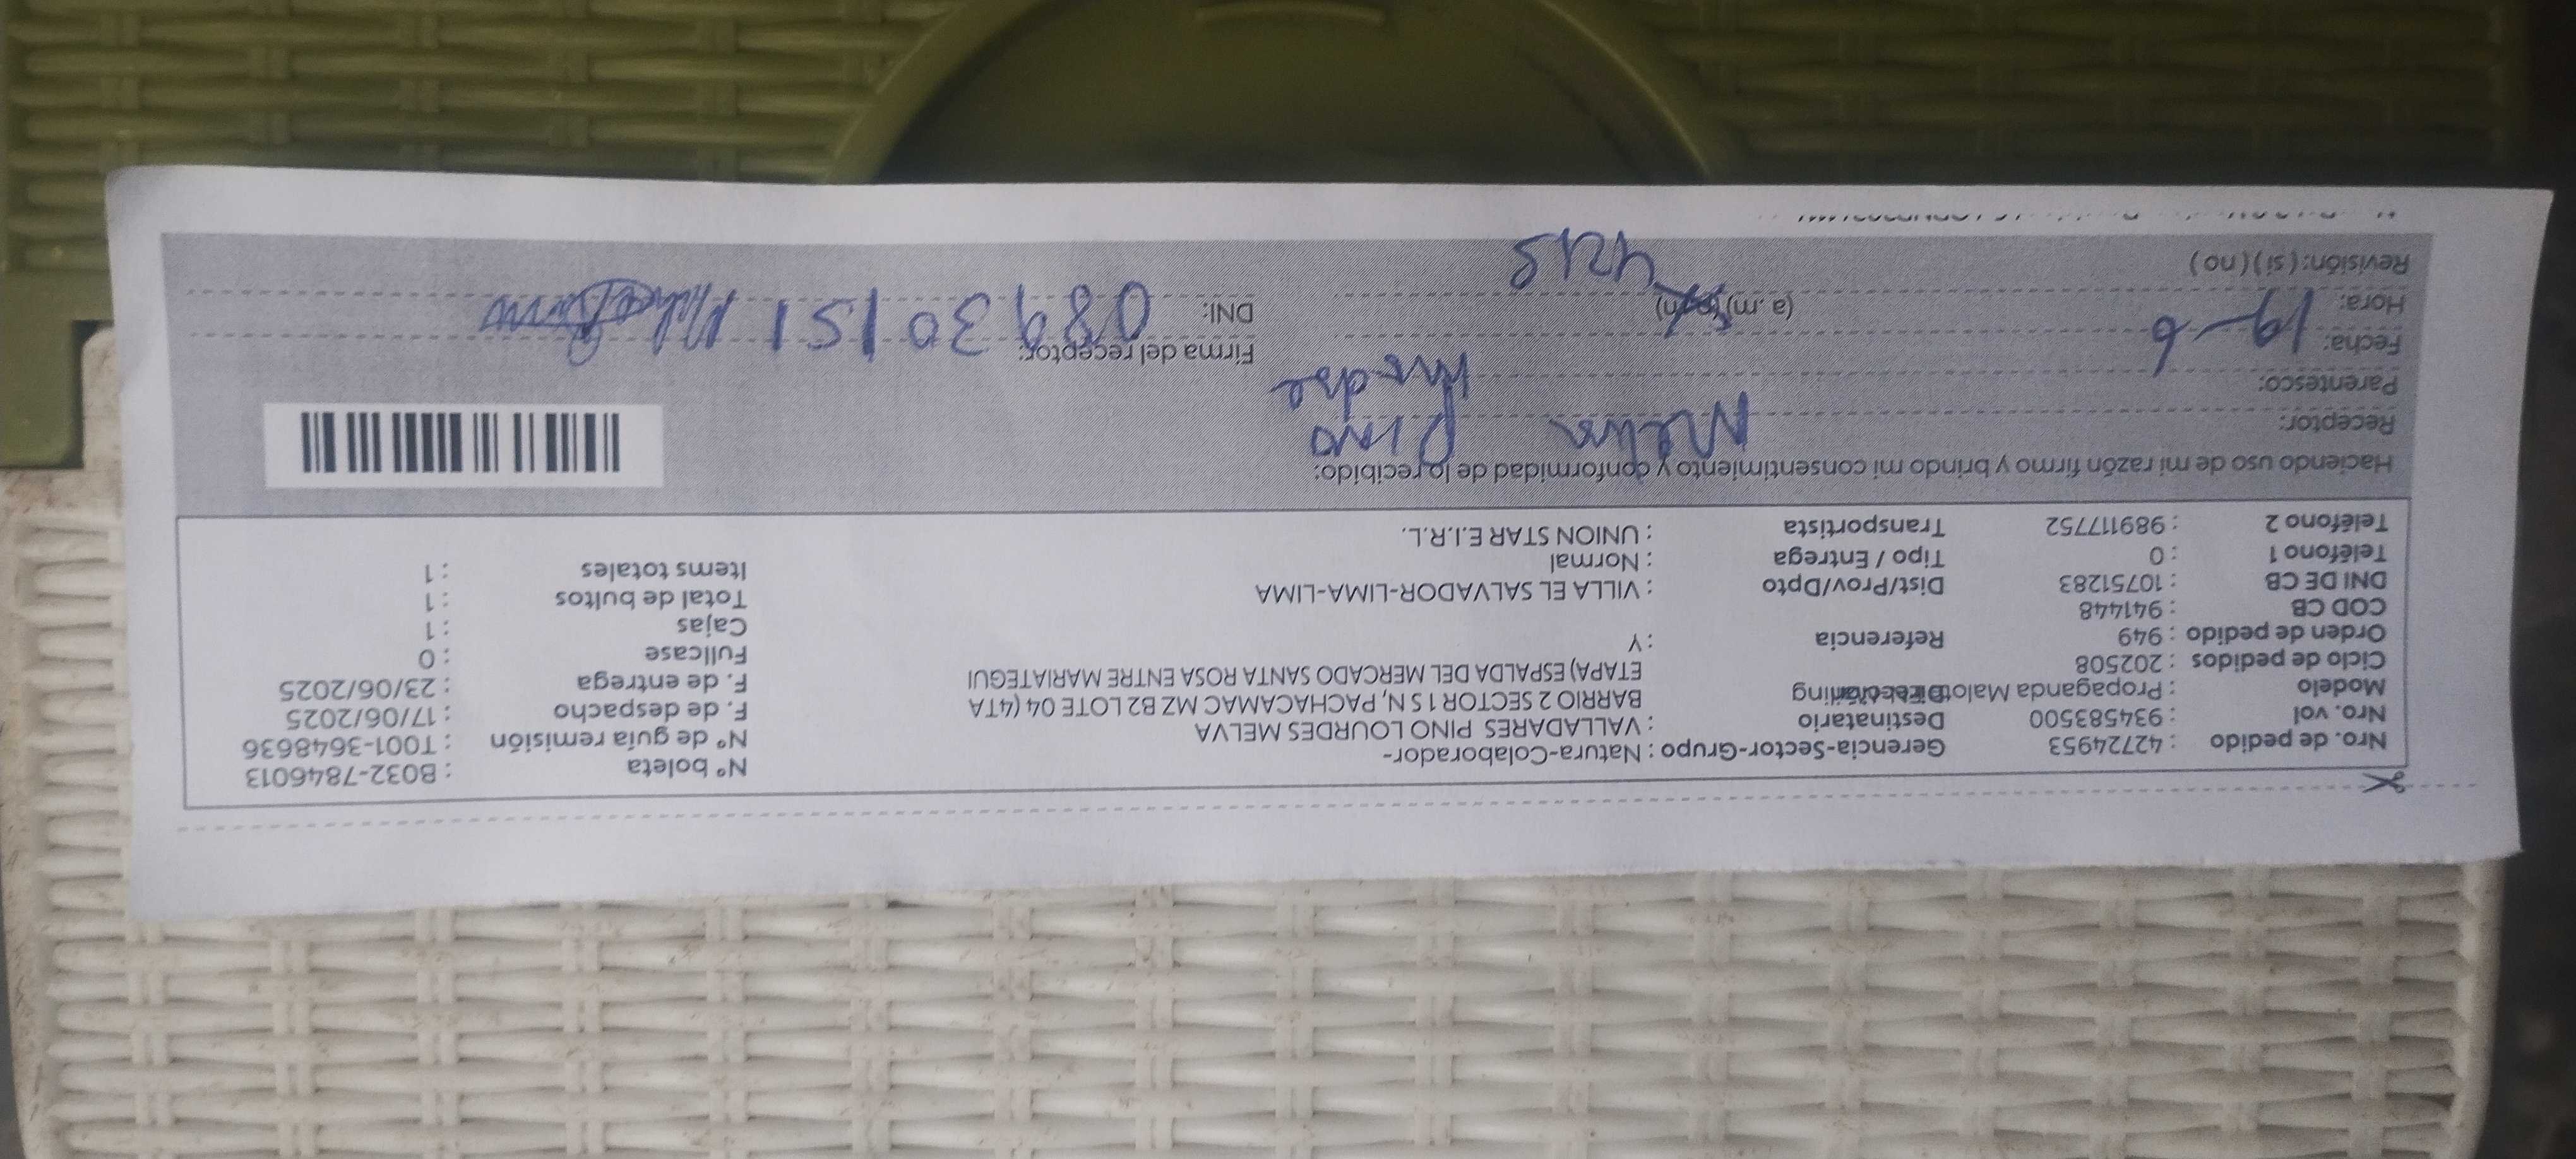 Nro. de pedido : 42724953
Nro. vol : 934583500
Modelo : Propaganda Malo
Ciclo de pedidos : 202508
Orden de pedido : 949
COD CB : 941448
DNI DE CB : 10751283
Teléfono 1 : 0
Teléfono 2 : 989117752
Gerencia-Sector-Grupo : Natura-Colaborador-
Destinatario : VALLADARES PINO LOURDES MELVA
BARRIO 2 SECTOR 1 S N, PACHACAMAC MZ B2 LOTE 04 (4TA
ETAPA) ESPALDA DEL MERCADO SANTA ROSA ENTRE MARIATEGUI
Referencia : Y
Dist/Prov/Dpto : VILLA EL SALVADOR-LIMA-LIMA
Tipo / Entrega : Normal
Transportista : UNION STAR E.I.R.L.
N° boleta : B032-7846013
N° de guía remisión : T001-3648636
F. de despacho : 17/06/2025
F. de entrega : 23/06/2025
Fullcase : 0
Cajas : 1
Total de bultos : 1
Items totales : 1
Haciendo uso de mi razón firmo y brindo mi consentimiento y conformidad de lo recibido:
Receptor: Melva Pino
Parentesco: Madre
Fecha: 19-6
Hora: (a.m) (p.m)
Revisión: ( si ) ( no )
Firma del receptor:
DNI: 08930151